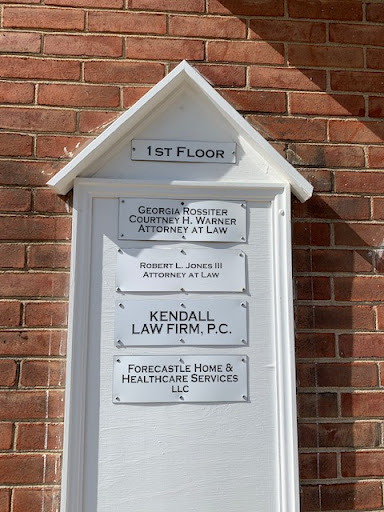 1st Floor
Georgia Rossiter
Courtney H. Warner
Attorney at Law
Robert L. Jones III
Attorney at Law
Kendall
Law Firm, P.C.
Forecastle Home &
Healthcare Services
LLC